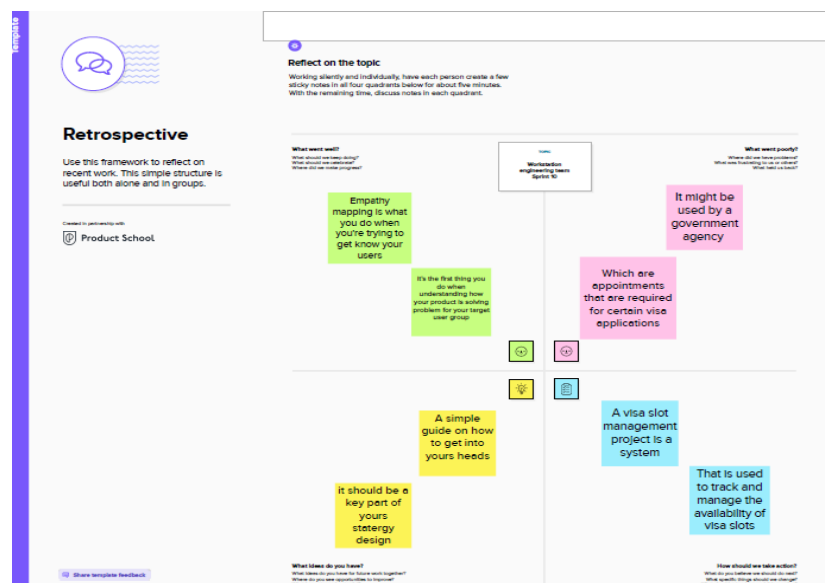 Template
Retrospective
Use this framework to reflect on
recent work. This simple structure is
useful both alone and in groups.
Created in partnership with
Product School
Share template feedback
Reflect on the topic
Working silently and individually, have each person create a few
sticky notes in all four quadrants below for about five minutes.
With the remaining time, discuss notes in each quadrant.
What went well?
What should we keep doing?
What should we celebrate?
Where did we make progress?
TOPIC
Workstation
engineering team
Sprint 10
What went poorly?
Where did we have problems?
What was frustrating to us or others?
What held us back?
Empathy
mapping is what
you do when
you're trying to
get know your
users
It's the first thing you
do when
understanding how
your product is solving
problem for your target
user group
It might be
used by a
government
agency
Which are
appointments
that are required
for certain visa
applications
A simple
guide on how
to get into
yours heads
it should be a
key part of
yours
statergy
design
A visa slot
management
project is a
system
That is used
to track and
manage the
availability of
visa slots
What ideas do you have?
What ideas do you have for future work together?
Where do you see opportunities to improve?
How should we take action?
What do you believe we should do next?
What specific things should we change?